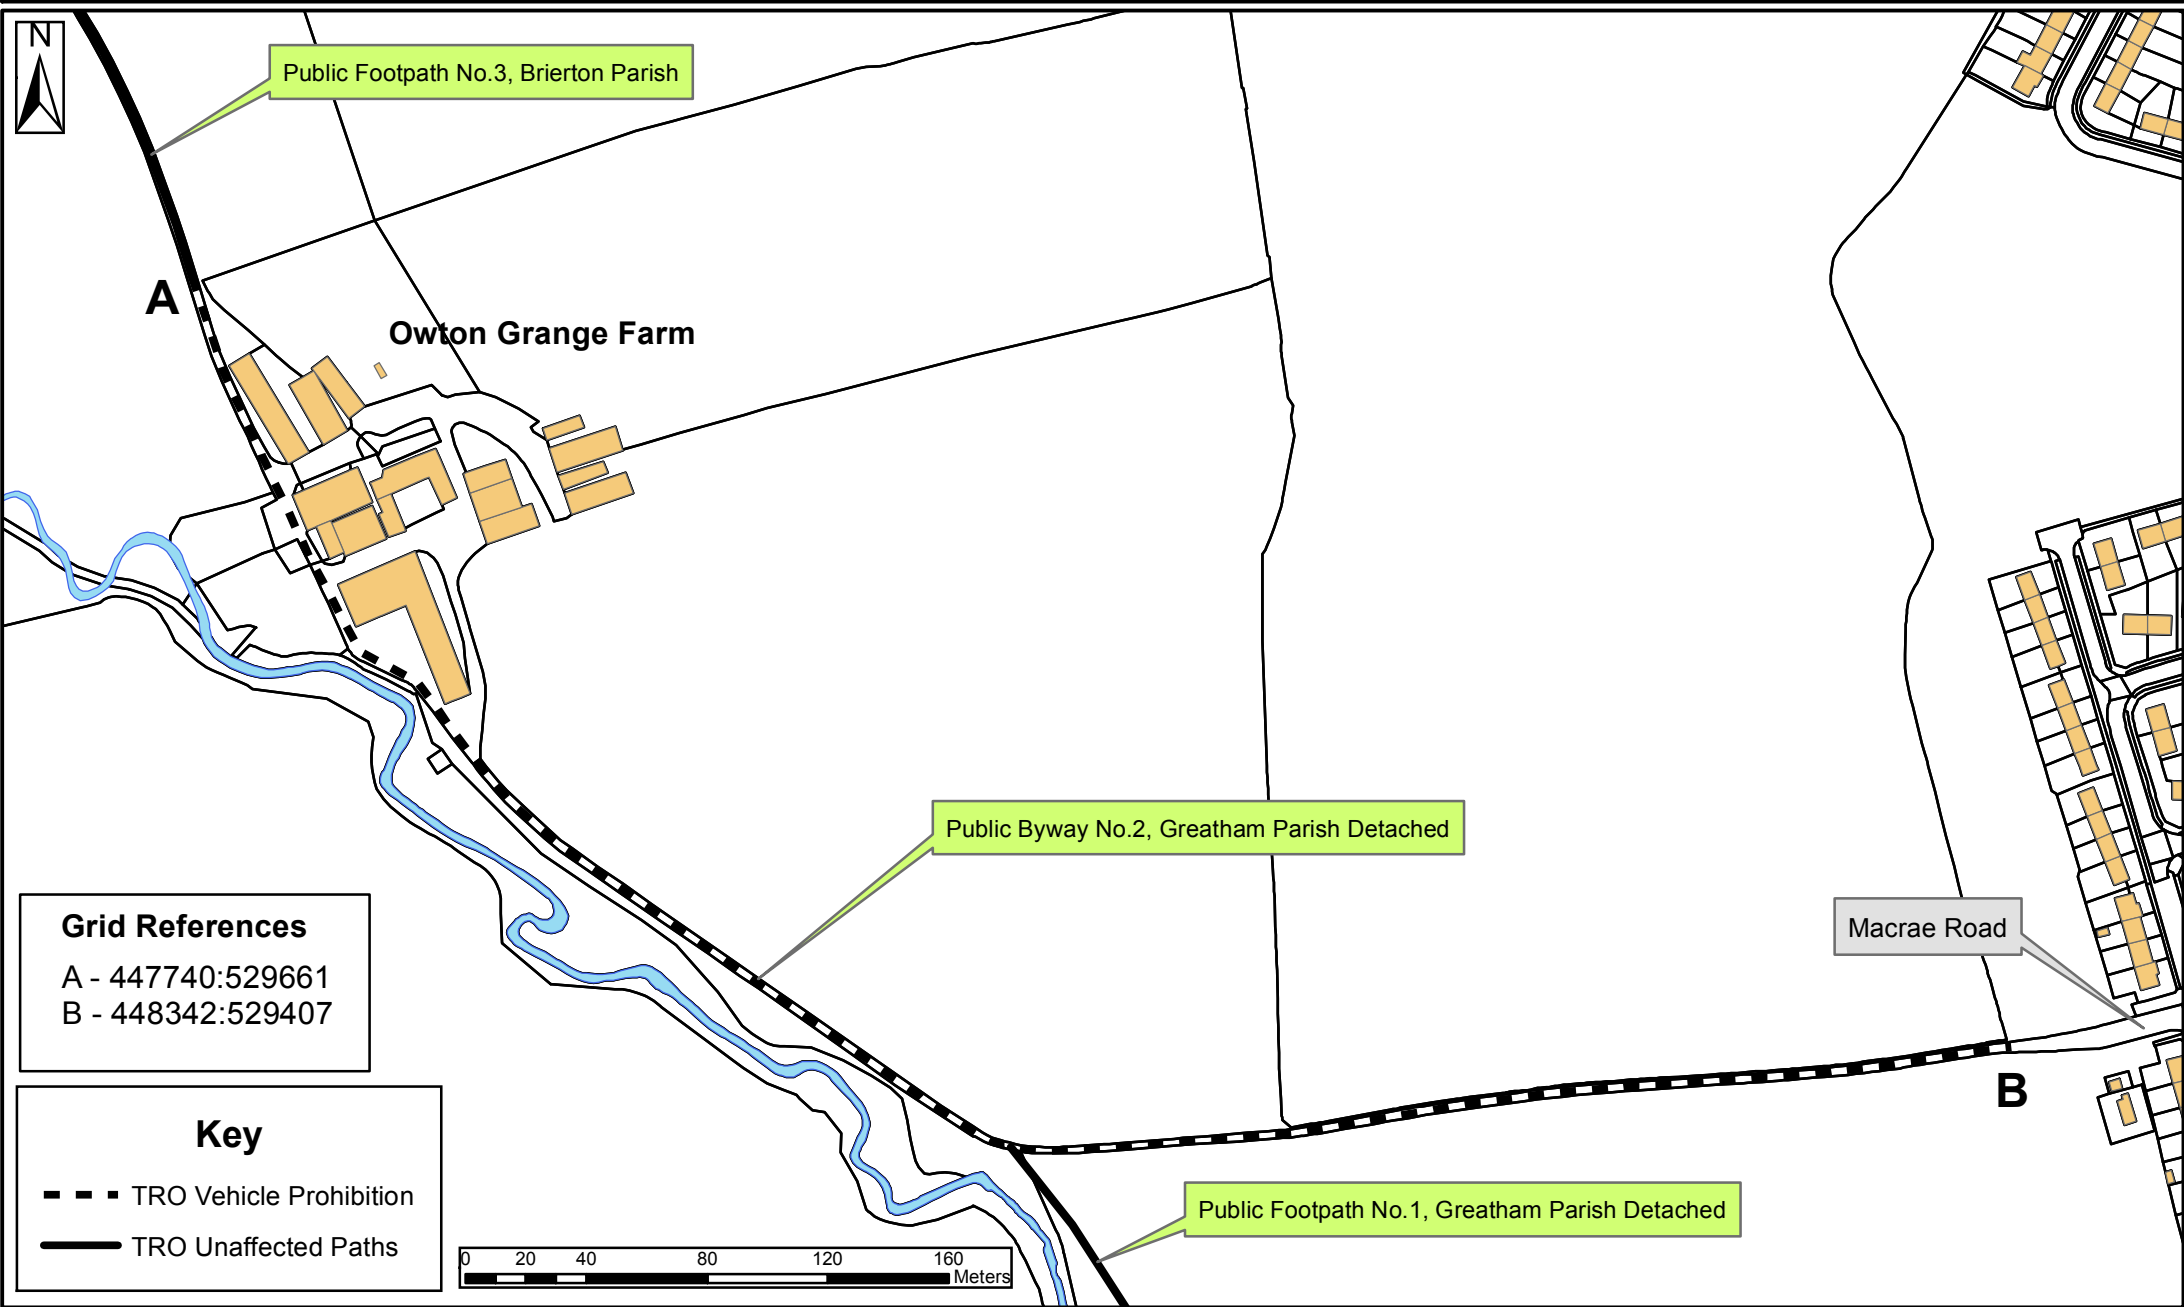 N
Public Footpath No.3, Brierton Parish
A
Owton Grange Farm
Public Byway No.2, Greatham Parish Detached
Macrae Road
Grid References
A - 447740:529661
B - 448342:529407
B
Key
TRO Vehicle Prohibition
TRO Unaffected Paths
Public Footpath No.1, Greatham Parish Detached
0 20 40 80 120 160
Meters